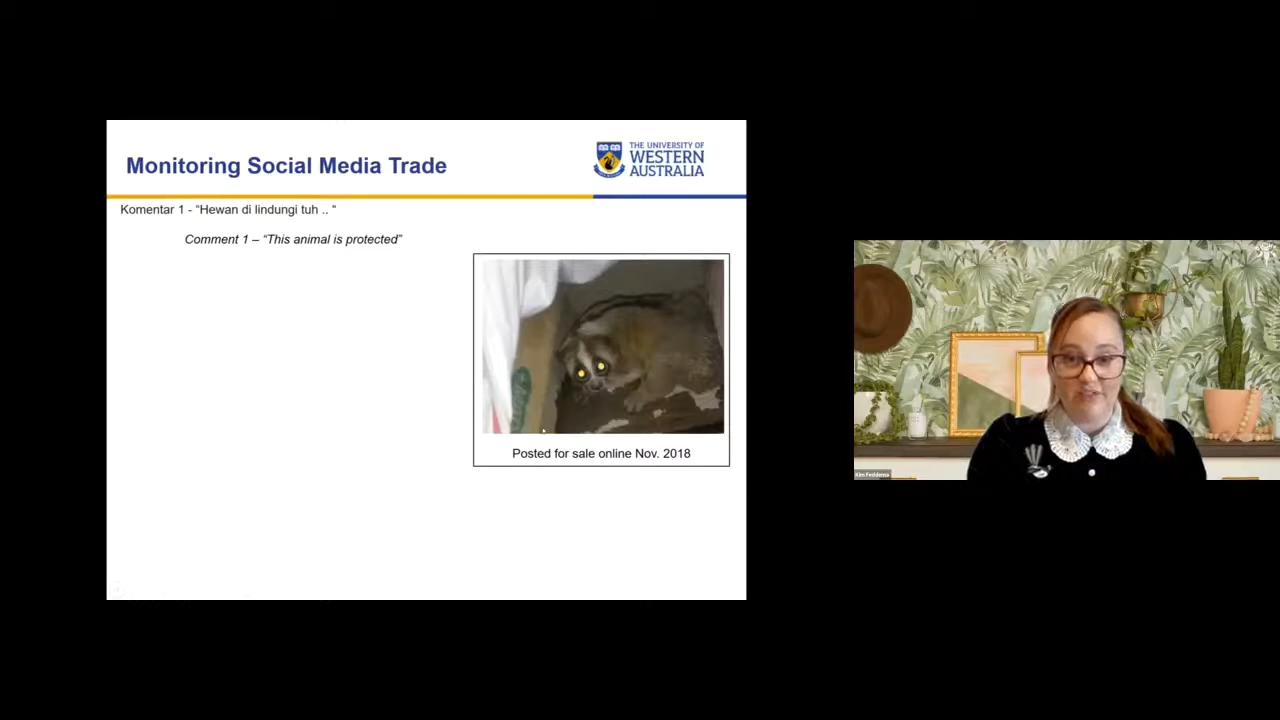 Monitoring Social Media Trade
THE UNIVERSITY OF
WESTERN
AUSTRALIA
Komentar 1 - "Hewan di lindungi tuh .. "
Comment 1 – “This animal is protected”
Posted for sale online Nov. 2018
Kim Feddema